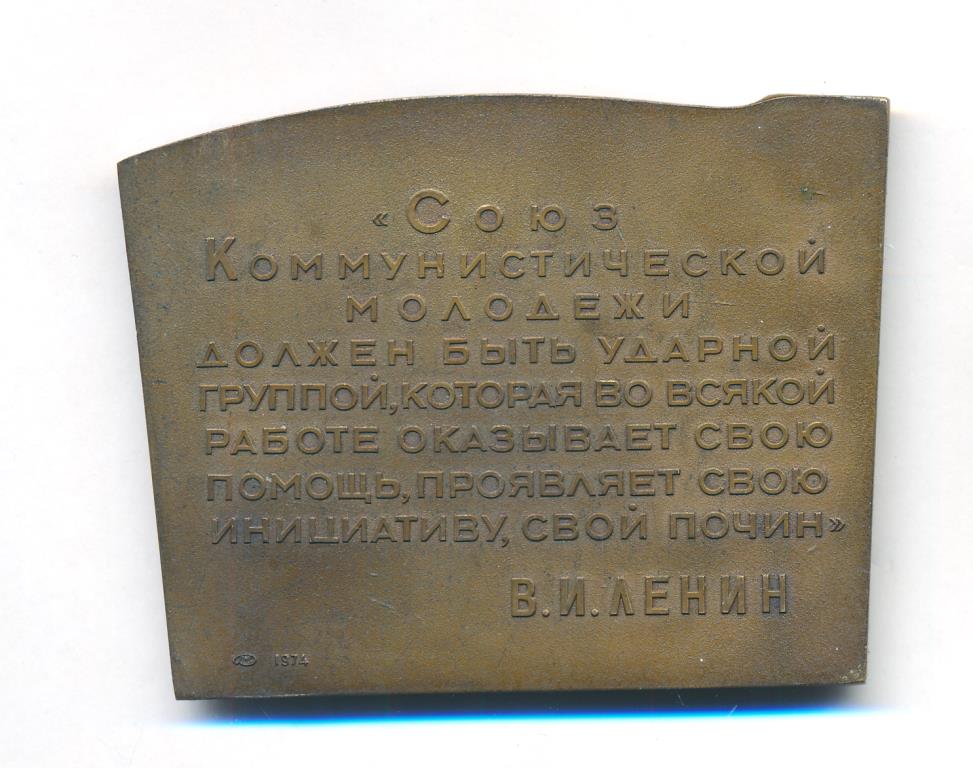 «Союз
Коммунистической
молодежи
должен быть ударной
группой, которая во всякой
работе оказывает свою
помощь, проявляет свою
инициативу, свой почин»
В.И.ЛЕНИН
1974